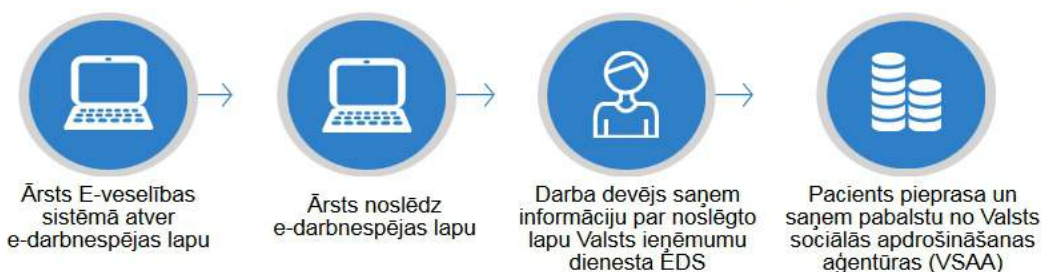 Ārsts E-veselības
sistēmā atver
e-darbnespējas lapu
Ārsts noslēdz
e-darbnespējas lapu
Darba devējs saņem
informāciju par noslēgto
lapu Valsts ieņēmumu
dienesta EDS
Pacients pieprasa un
saņem pabalstu no Valsts
sociālās apdrošināšanas
aģentūras (VSAA)